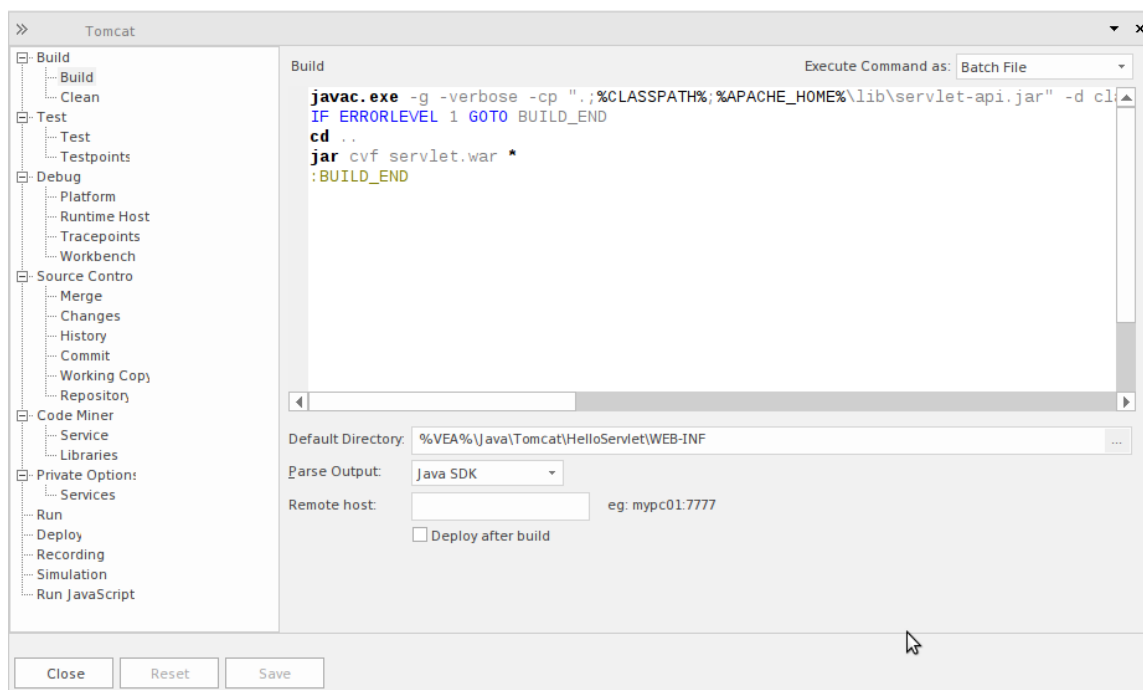 Tomcat
Build
Build
Clean
Test
Test
Testpoints
Debug
Platform
Runtime Host
Tracepoints
Workbench
Source Contro
Merge
Changes
History
Commit
Working Copy
Repository
Code Miner
Service
Libraries
Private Options
Services
Run
Deploy
Recording
Simulation
Run JavaScript
Build
Execute Command as: Batch File
javac.exe -g -verbose -cp ".;%CLASSPATH%;%APACHE_HOME%\lib\servlet-api.jar" -d cla
IF ERRORLEVEL 1 GOTO BUILD_END
cd ..
jar cvf servlet.war *
:BUILD_END
Default Directory: %VEA%\Java\Tomcat\HelloServlet\WEB-INF ...
Parse Output: Java SDK
Remote host: eg: mypc01:7777
Deploy after build
Close Reset Save